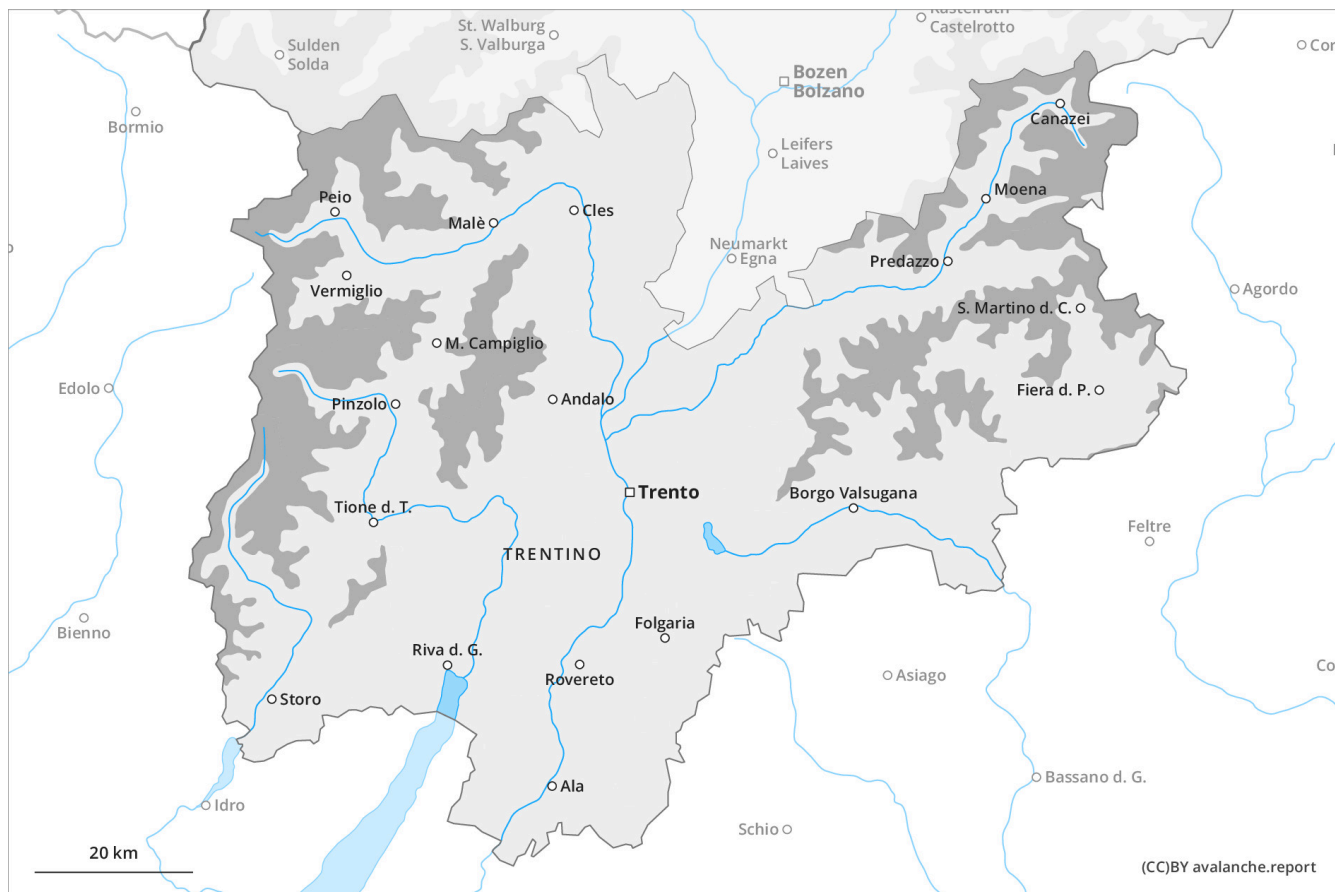 Kastelruth
Castelrotto
St. Walburg
S. Valburga
Sulden
Solda
Bozen
Bolzano
Bormio
Canazei
Leifers
Laives
Moena
Peio
Malè
Cles
Neumarkt
Egna
Predazzo
Vermiglio
Agordo
S. Martino d. C.
M. Campiglio
Edolo
Pinzolo
Andalo
Fiera d. P.
Trento
Borgo Valsugana
Tione d. T.
Feltre
TRENTINO
Bienno
Folgaria
Riva d. G.
Rovereto
Asiago
Storo
Ala
Bassano d. G.
Idro
Schio
20 km
(CC)BY avalanche.report